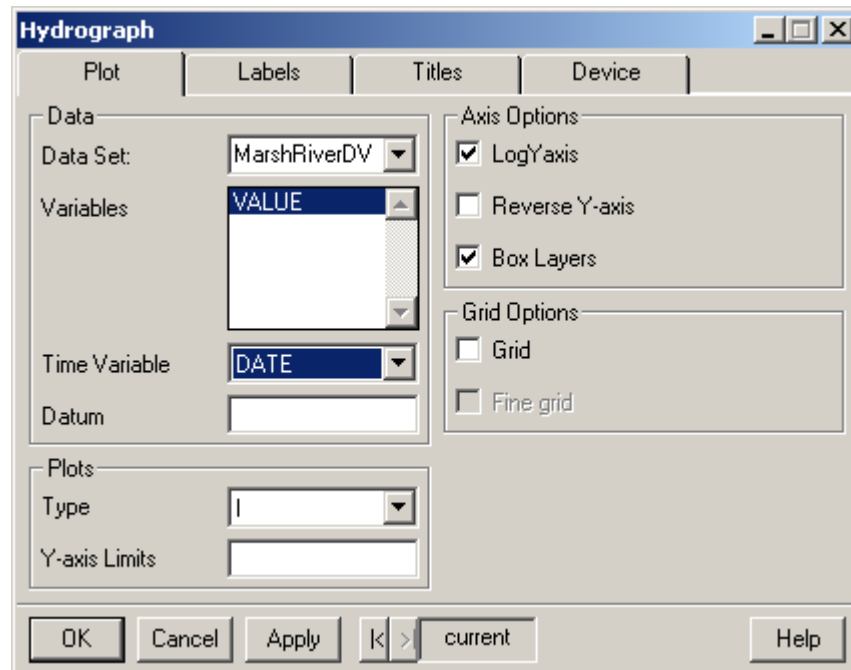 Hydrograph
Plot Labels Titles Device
Data
Data Set: MarshRiverDV
Variables VALUE
Time Variable DATE
Datum
Plots
Type l
Y-axis Limits
Axis Options
LogYaxis
Reverse Y-axis
Box Layers
Grid Options
Grid
Fine grid
OK Cancel Apply |< >| current Help